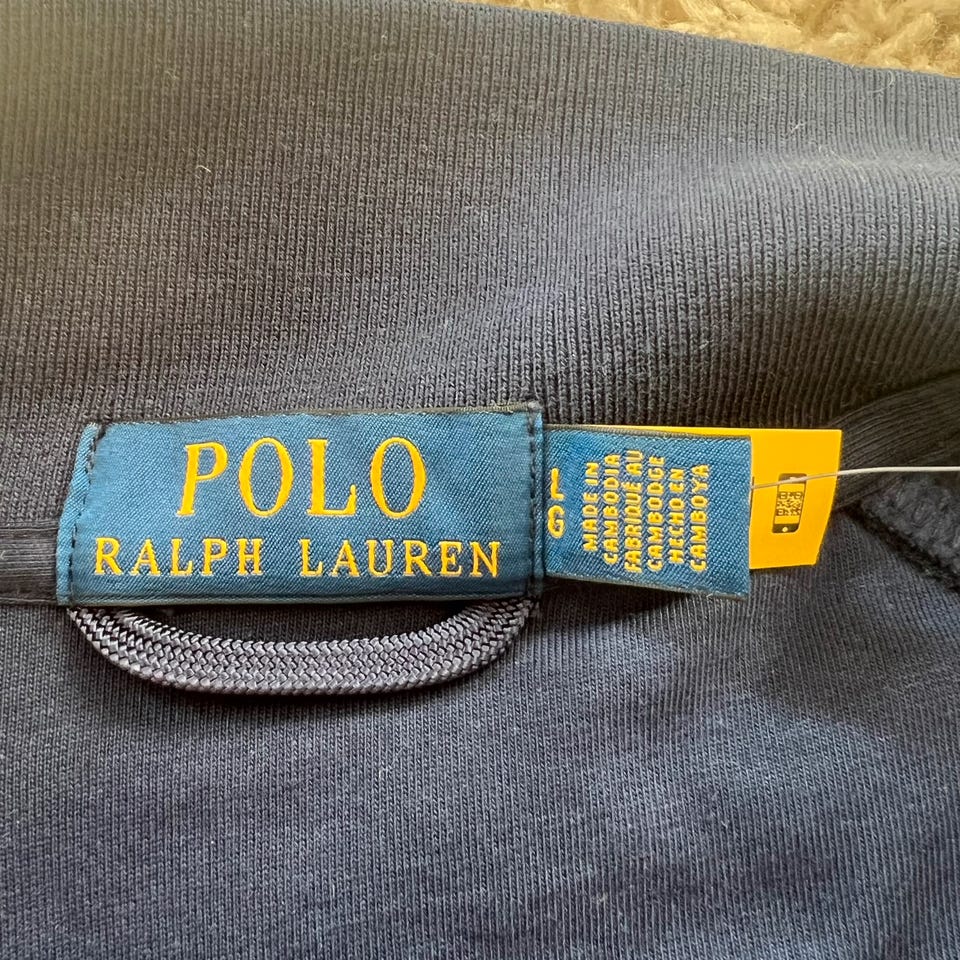 POLO
RALPH LAUREN
L
G
MADE IN
CAMBODIA
FABRIQUÉ AU
CAMBODGE
HECHO EN
CAMBOYA